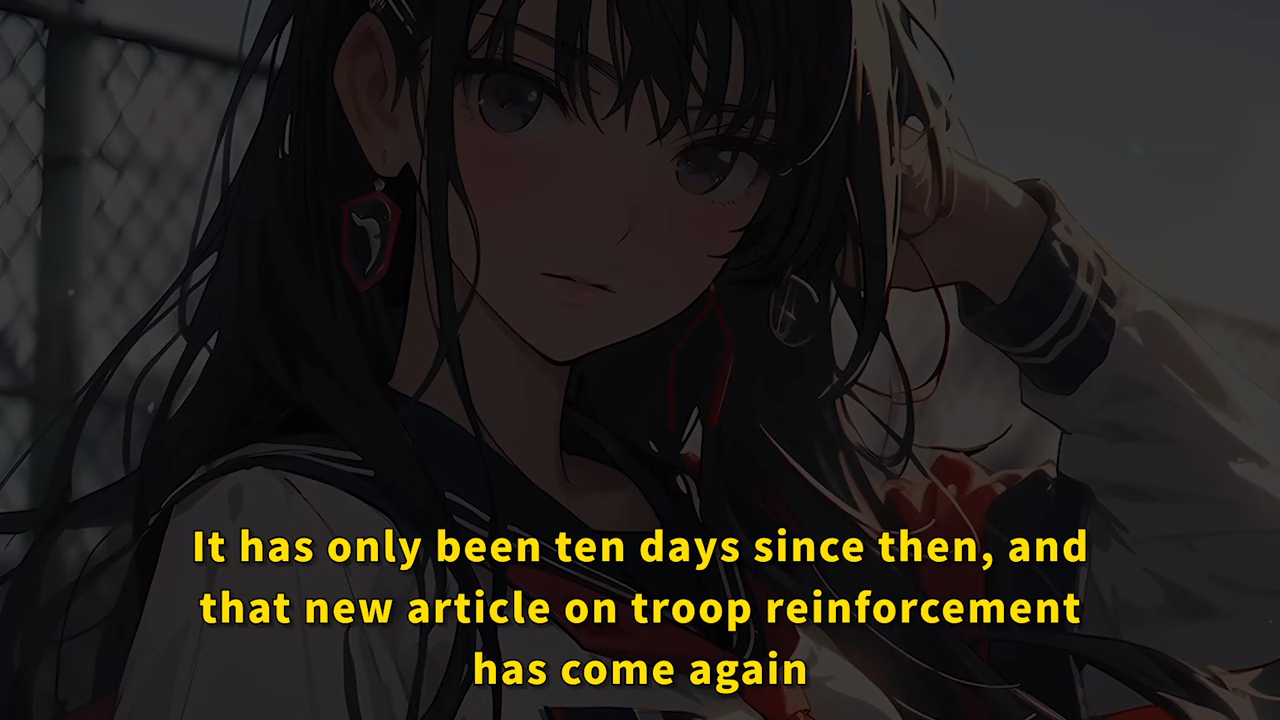 It has only been ten days since then, and
that new article on troop reinforcement
has come again